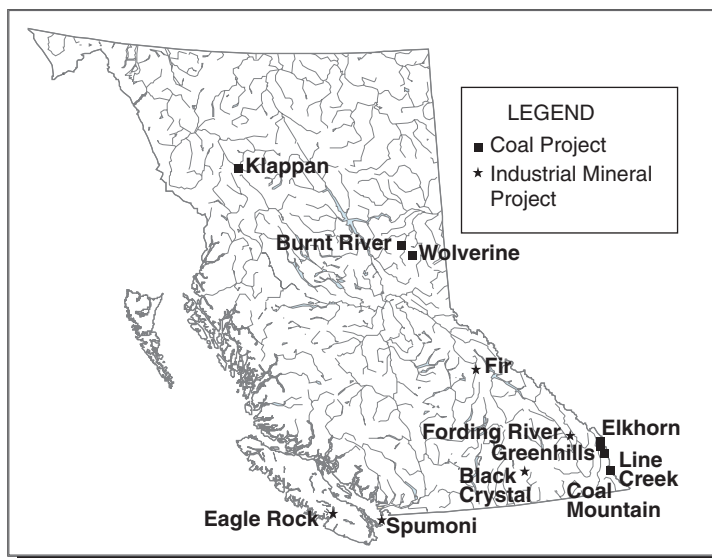 LEGEND
Coal Project
Industrial Mineral
Project
Klappan
Burnt River
Wolverine
Fir
Fording River
Elkhorn
Greenhills
Line
Creek
Black
Crystal
Coal
Mountain
Eagle Rock
Spumoni